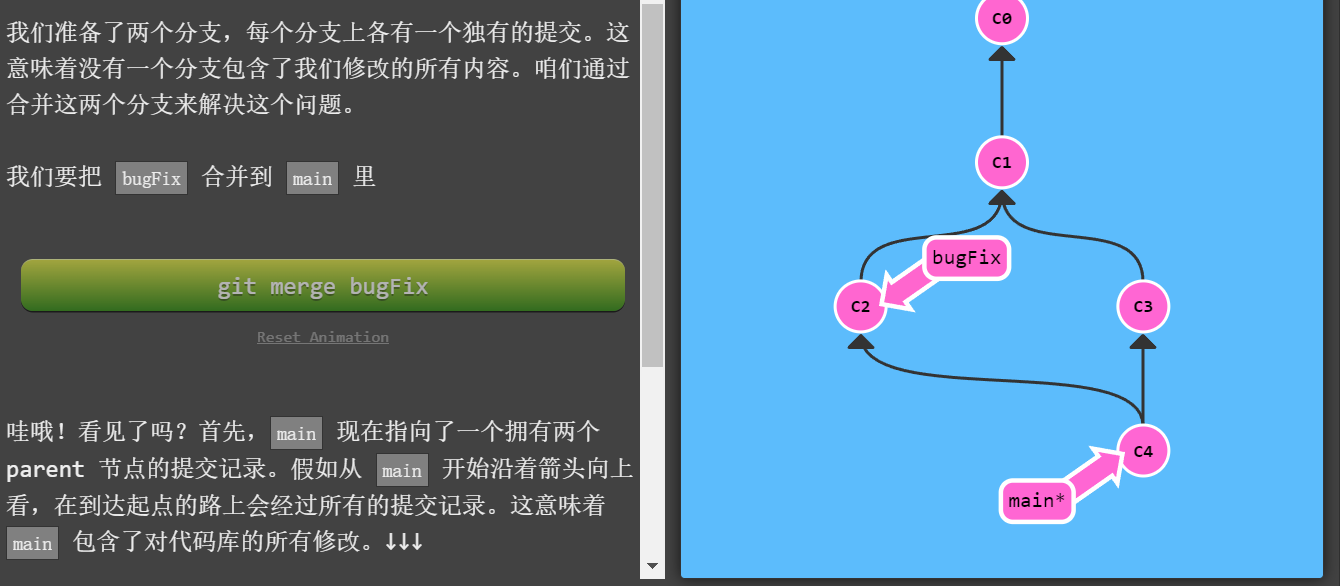 我们准备了两个分支，每个分支上各有一个独有的提交。这
意味着没有一个分支包含了我们修改的所有内容。咱们通过
合并这两个分支来解决这个问题。
我们要把 bugFix 合并到 main 里
git merge bugFix
Reset Animation
哇哦！看见了吗？首先，main 现在指向了一个拥有两个
parent 节点的提交记录。假如从 main 开始沿着箭头向上
看，在到达起点的路上会经过所有的提交记录。这意味着
main 包含了对代码库的所有修改。↓↓↓
C0
C1
bugFix
C2
C3
C4
main*